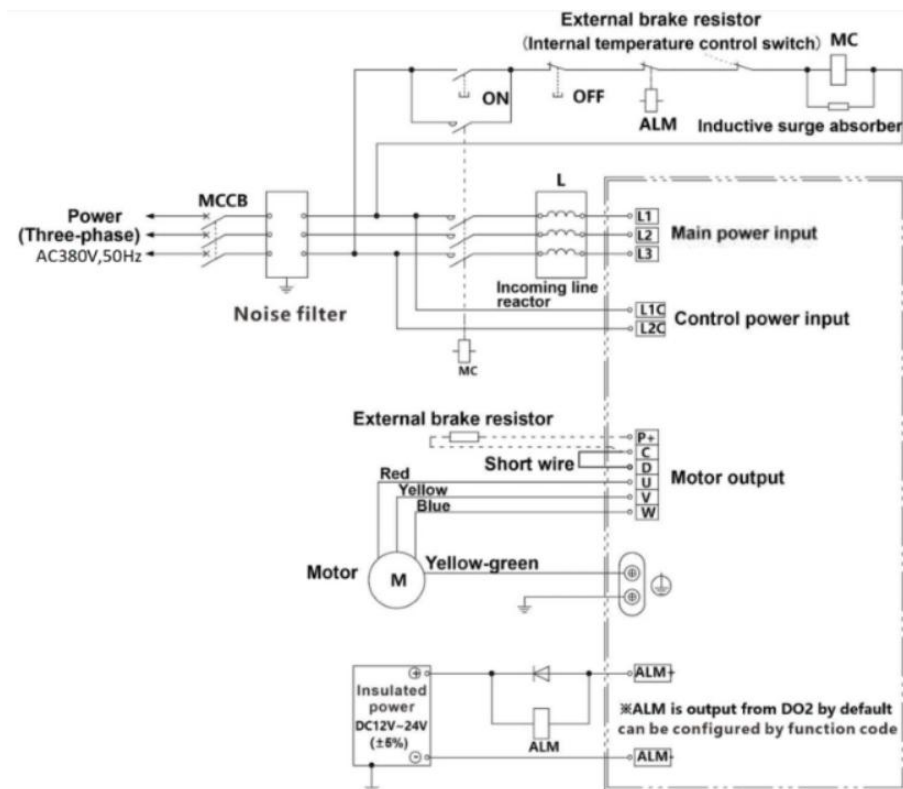 External brake resistor
(Internal temperature control switch) MC
ON
OFF
ALM
Inductive surge absorber
MCCB
L
Power
(Three-phase)
AC380V,50Hz
L1
L2
L3
Main power input
Noise filter
Incoming line
reactor
L1C
L2C
Control power input
MC
External brake resistor
P+
C
Short wire
D
Motor output
Red
U
Yellow
V
Blue
W
Motor
M
Yellow-green
Insulated
power
DC12V~24V
(±5%)
ALM
ALM+
※ALM is output from DO2 by default
can be configured by function code
ALM-